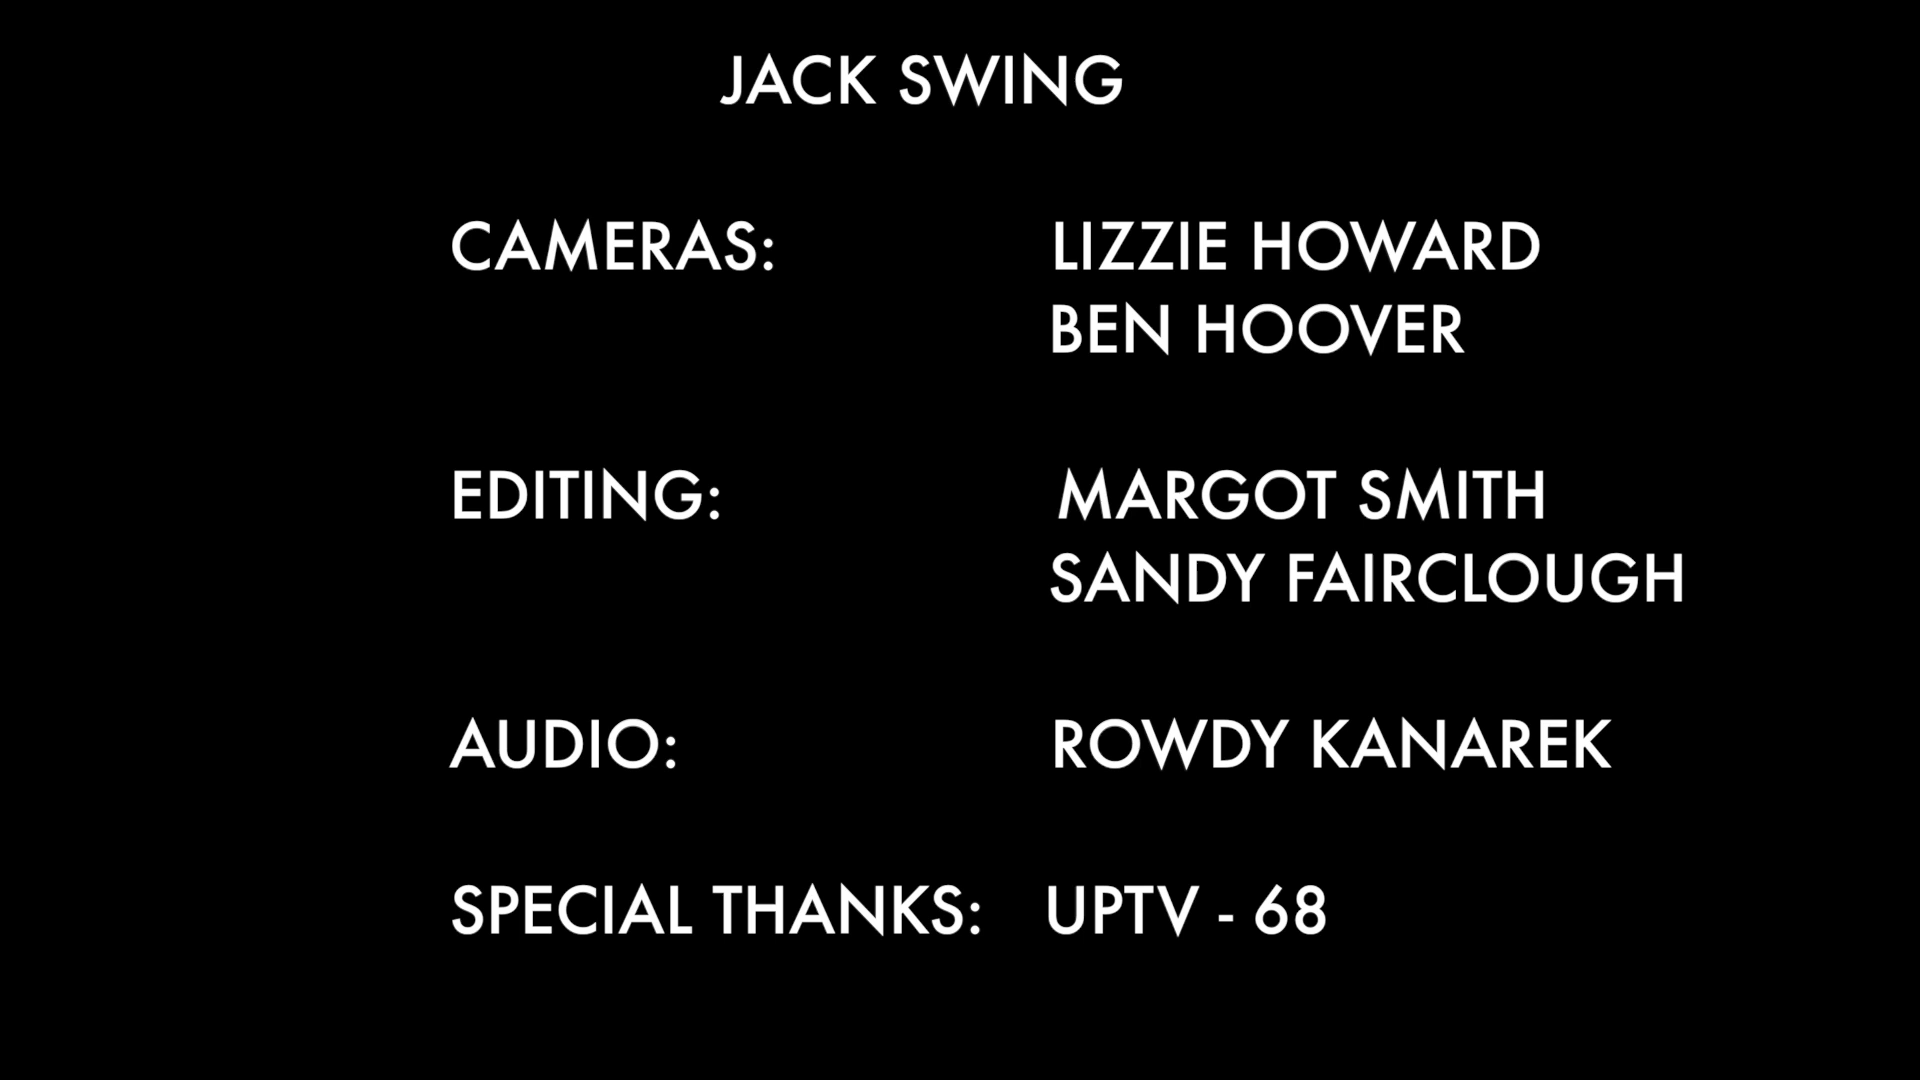 JACK SWING
CAMERAS: LIZZIE HOWARD
BEN HOOVER
EDITING: MARGOT SMITH
SANDY FAIRCLOUGH
AUDIO: ROWDY KANAREK
SPECIAL THANKS: UPTV - 68